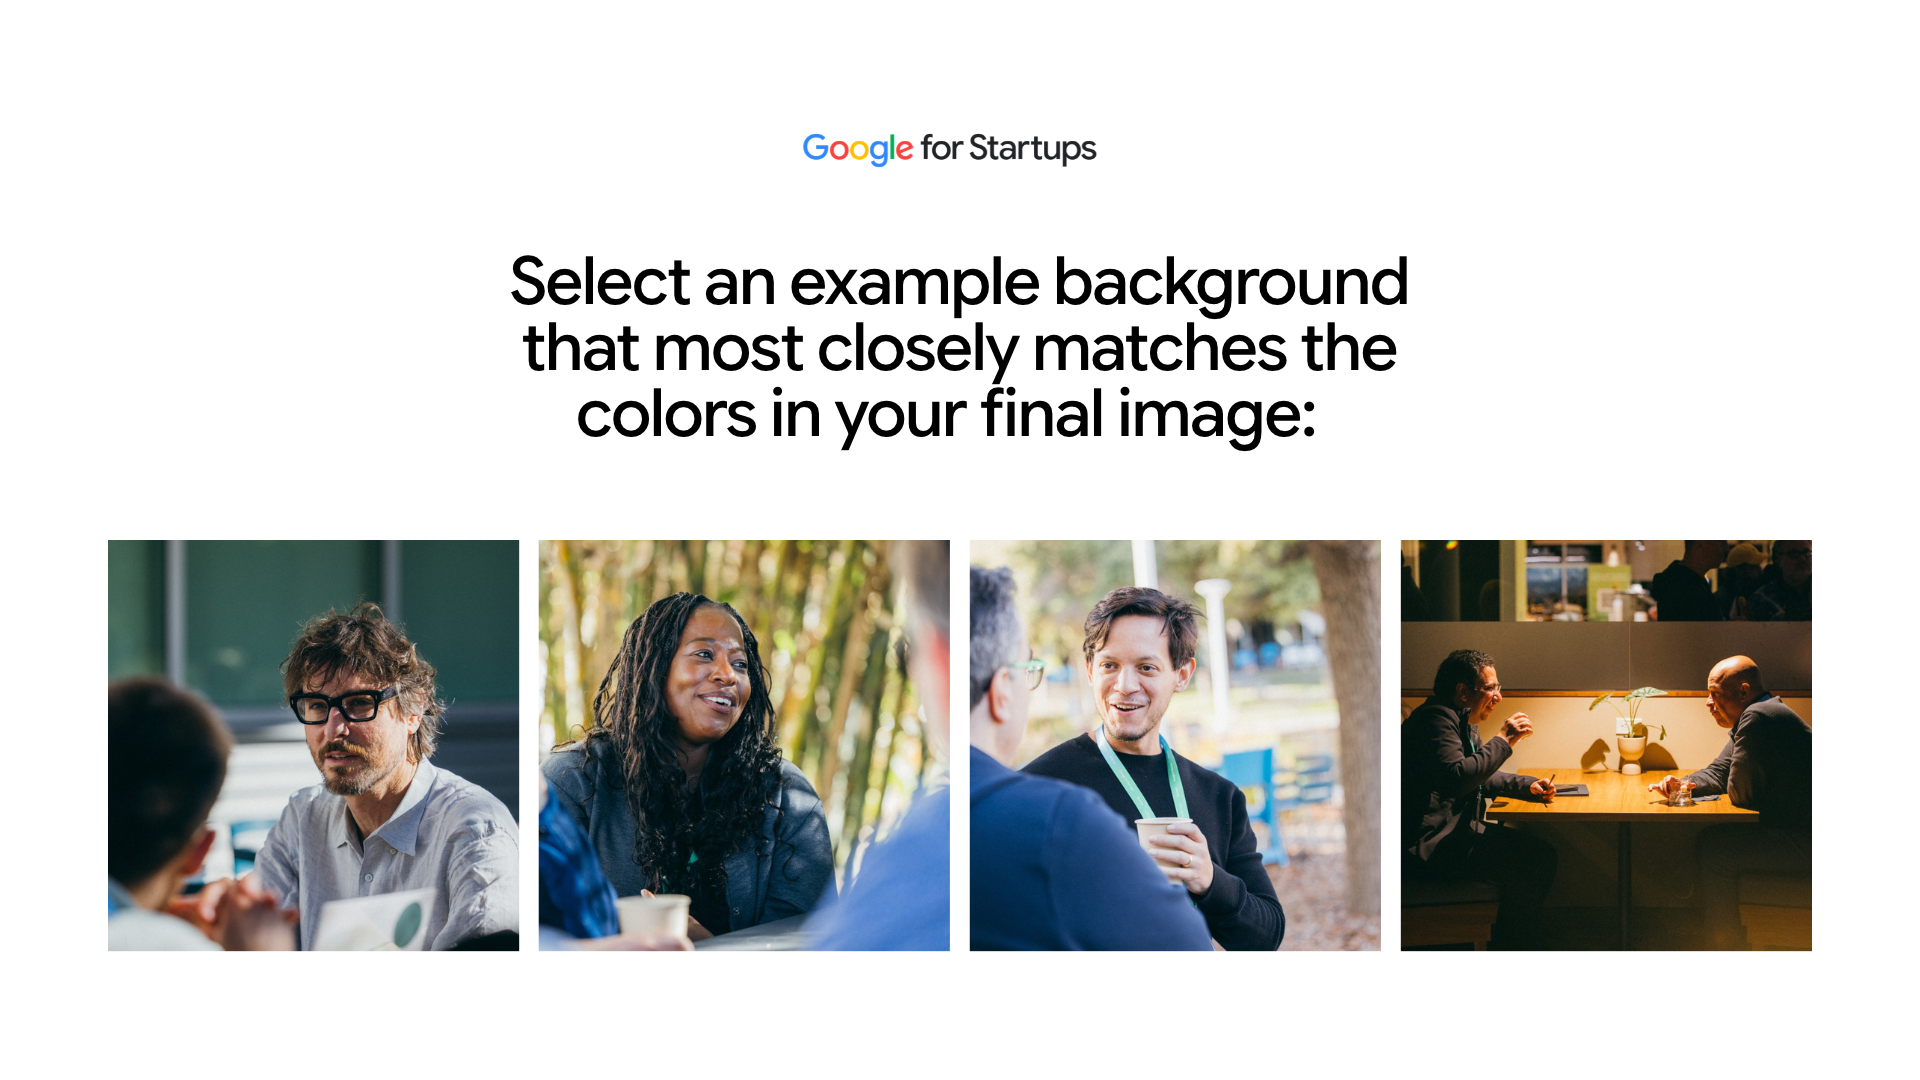 Google for Startups
Select an example background
that most closely matches the
colors in your final image: